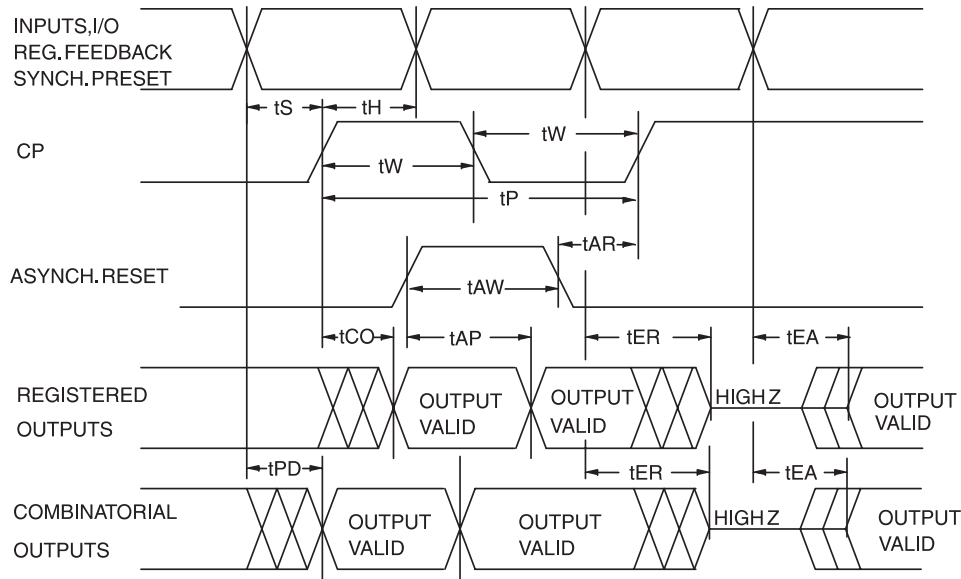 INPUTS,I/O
REG.FEEDBACK
SYNCH.PRESET
tS
tH
CP
tW
tW
tP
ASYNCH.RESET
tAR
tAW
tCO
tAP
tER
tEA
REGISTERED
OUTPUTS
OUTPUT
VALID
OUTPUT
VALID
HIGH Z
OUTPUT
VALID
tPD
tER
tEA
COMBINATORIAL
OUTPUTS
OUTPUT
VALID
OUTPUT
VALID
HIGH Z
OUTPUT
VALID